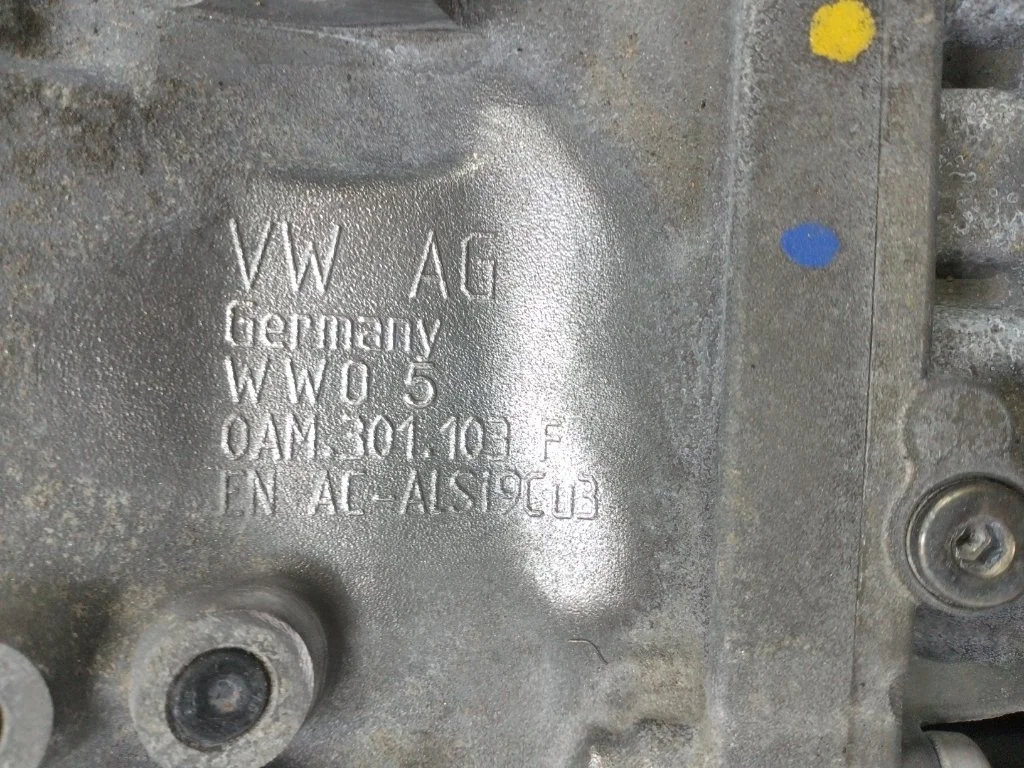 VW AG
Germany
WW0 5
0AM.301.103 F
EN AC-ALSi9Cu3